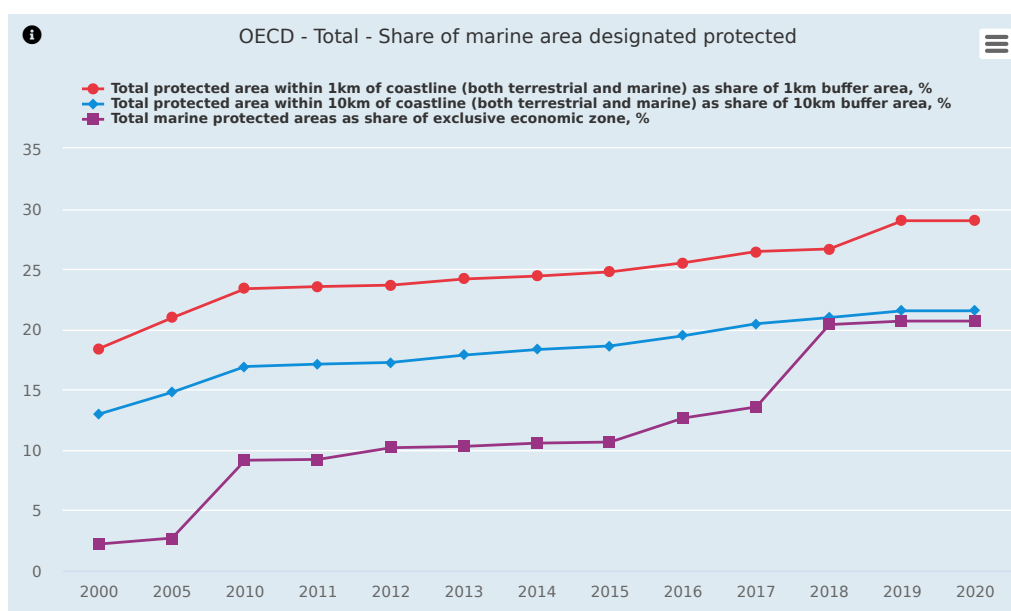 OECD - Total - Share of marine area designated protected
Total protected area within 1km of coastline (both terrestrial and marine) as share of 1km buffer area, %
Total protected area within 10km of coastline (both terrestrial and marine) as share of 10km buffer area, %
Total marine protected areas as share of exclusive economic zone, %
35
30
25
20
15
10
5
0
2000 2005 2010 2011 2012 2013 2014 2015 2016 2017 2018 2019 2020